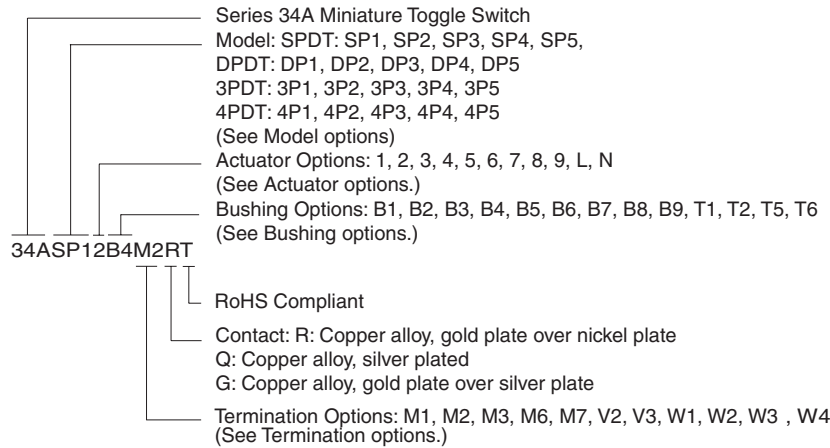 Series 34A Miniature Toggle Switch
Model: SPDT: SP1, SP2, SP3, SP4, SP5,
DPDT: DP1, DP2, DP3, DP4, DP5
3PDT: 3P1, 3P2, 3P3, 3P4, 3P5
4PDT: 4P1, 4P2, 4P3, 4P4, 4P5
(See Model options)
Actuator Options: 1, 2, 3, 4, 5, 6, 7, 8, 9, L, N
(See Actuator options.)
Bushing Options: B1, B2, B3, B4, B5, B6, B7, B8, B9, T1, T2, T5, T6
(See Bushing options.)
34ASP12B4M2RT
RoHS Compliant
Contact: R: Copper alloy, gold plate over nickel plate
Q: Copper alloy, silver plated
G: Copper alloy, gold plate over silver plate
Termination Options: M1, M2, M3, M6, M7, V2, V3, W1, W2, W3 , W4
(See Termination options.)